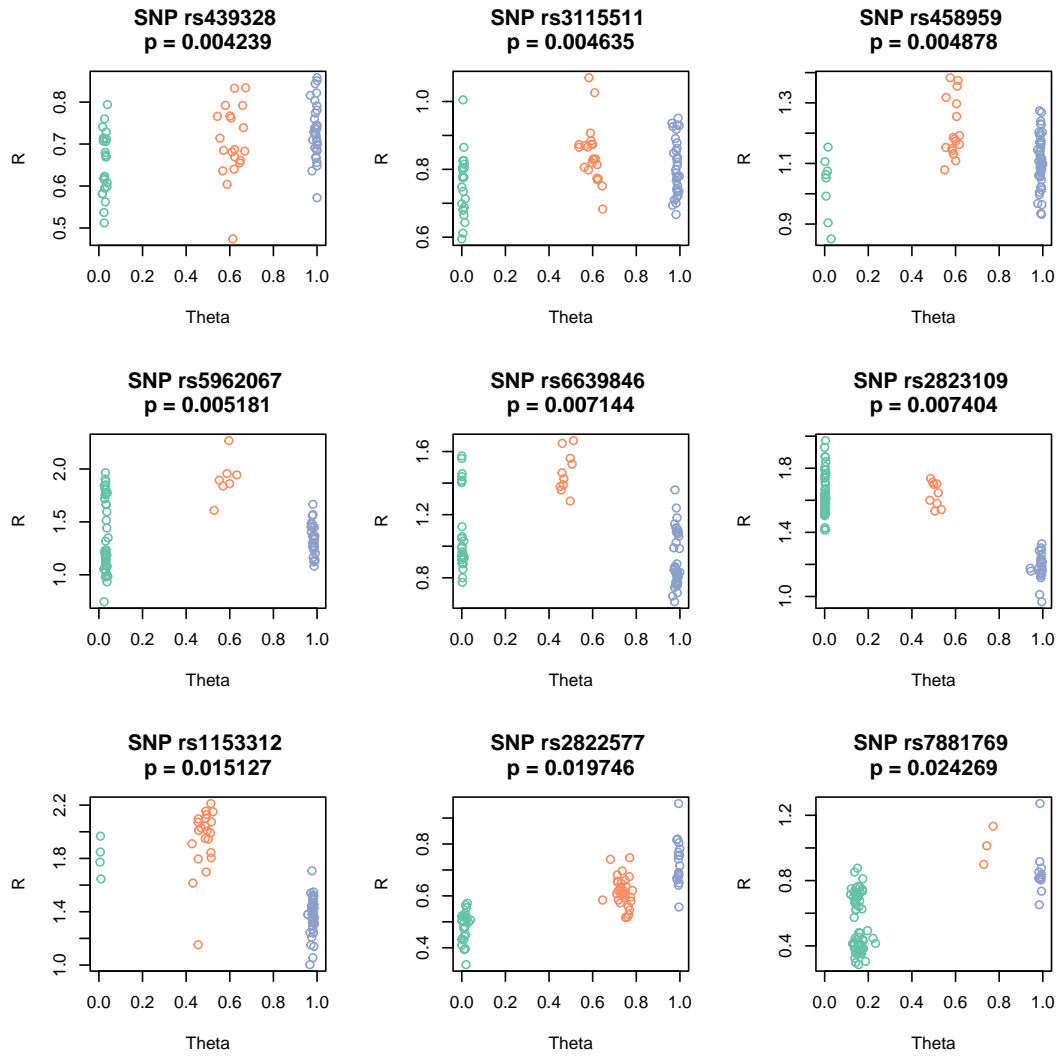 SNP rs439328
p = 0.004239
R
0.5 0.6 0.7 0.8
0.0 0.2 0.4 0.6 0.8 1.0
Theta
SNP rs3115511
p = 0.004635
R
0.6 0.8 1.0
0.0 0.2 0.4 0.6 0.8 1.0
Theta
SNP rs458959
p = 0.004878
R
0.9 1.1 1.3
0.0 0.2 0.4 0.6 0.8 1.0
Theta
SNP rs5962067
p = 0.005181
R
1.0 1.5 2.0
0.0 0.2 0.4 0.6 0.8 1.0
Theta
SNP rs6639846
p = 0.007144
R
0.8 1.2 1.6
0.0 0.2 0.4 0.6 0.8 1.0
Theta
SNP rs2823109
p = 0.007404
R
1.0 1.4 1.8
0.0 0.2 0.4 0.6 0.8 1.0
Theta
SNP rs1153312
p = 0.015127
R
1.0 1.4 1.8 2.2
0.0 0.2 0.4 0.6 0.8 1.0
Theta
SNP rs2822577
p = 0.019746
R
0.4 0.6 0.8
0.0 0.2 0.4 0.6 0.8 1.0
Theta
SNP rs7881769
p = 0.024269
R
0.4 0.8 1.2
0.0 0.2 0.4 0.6 0.8 1.0
Theta